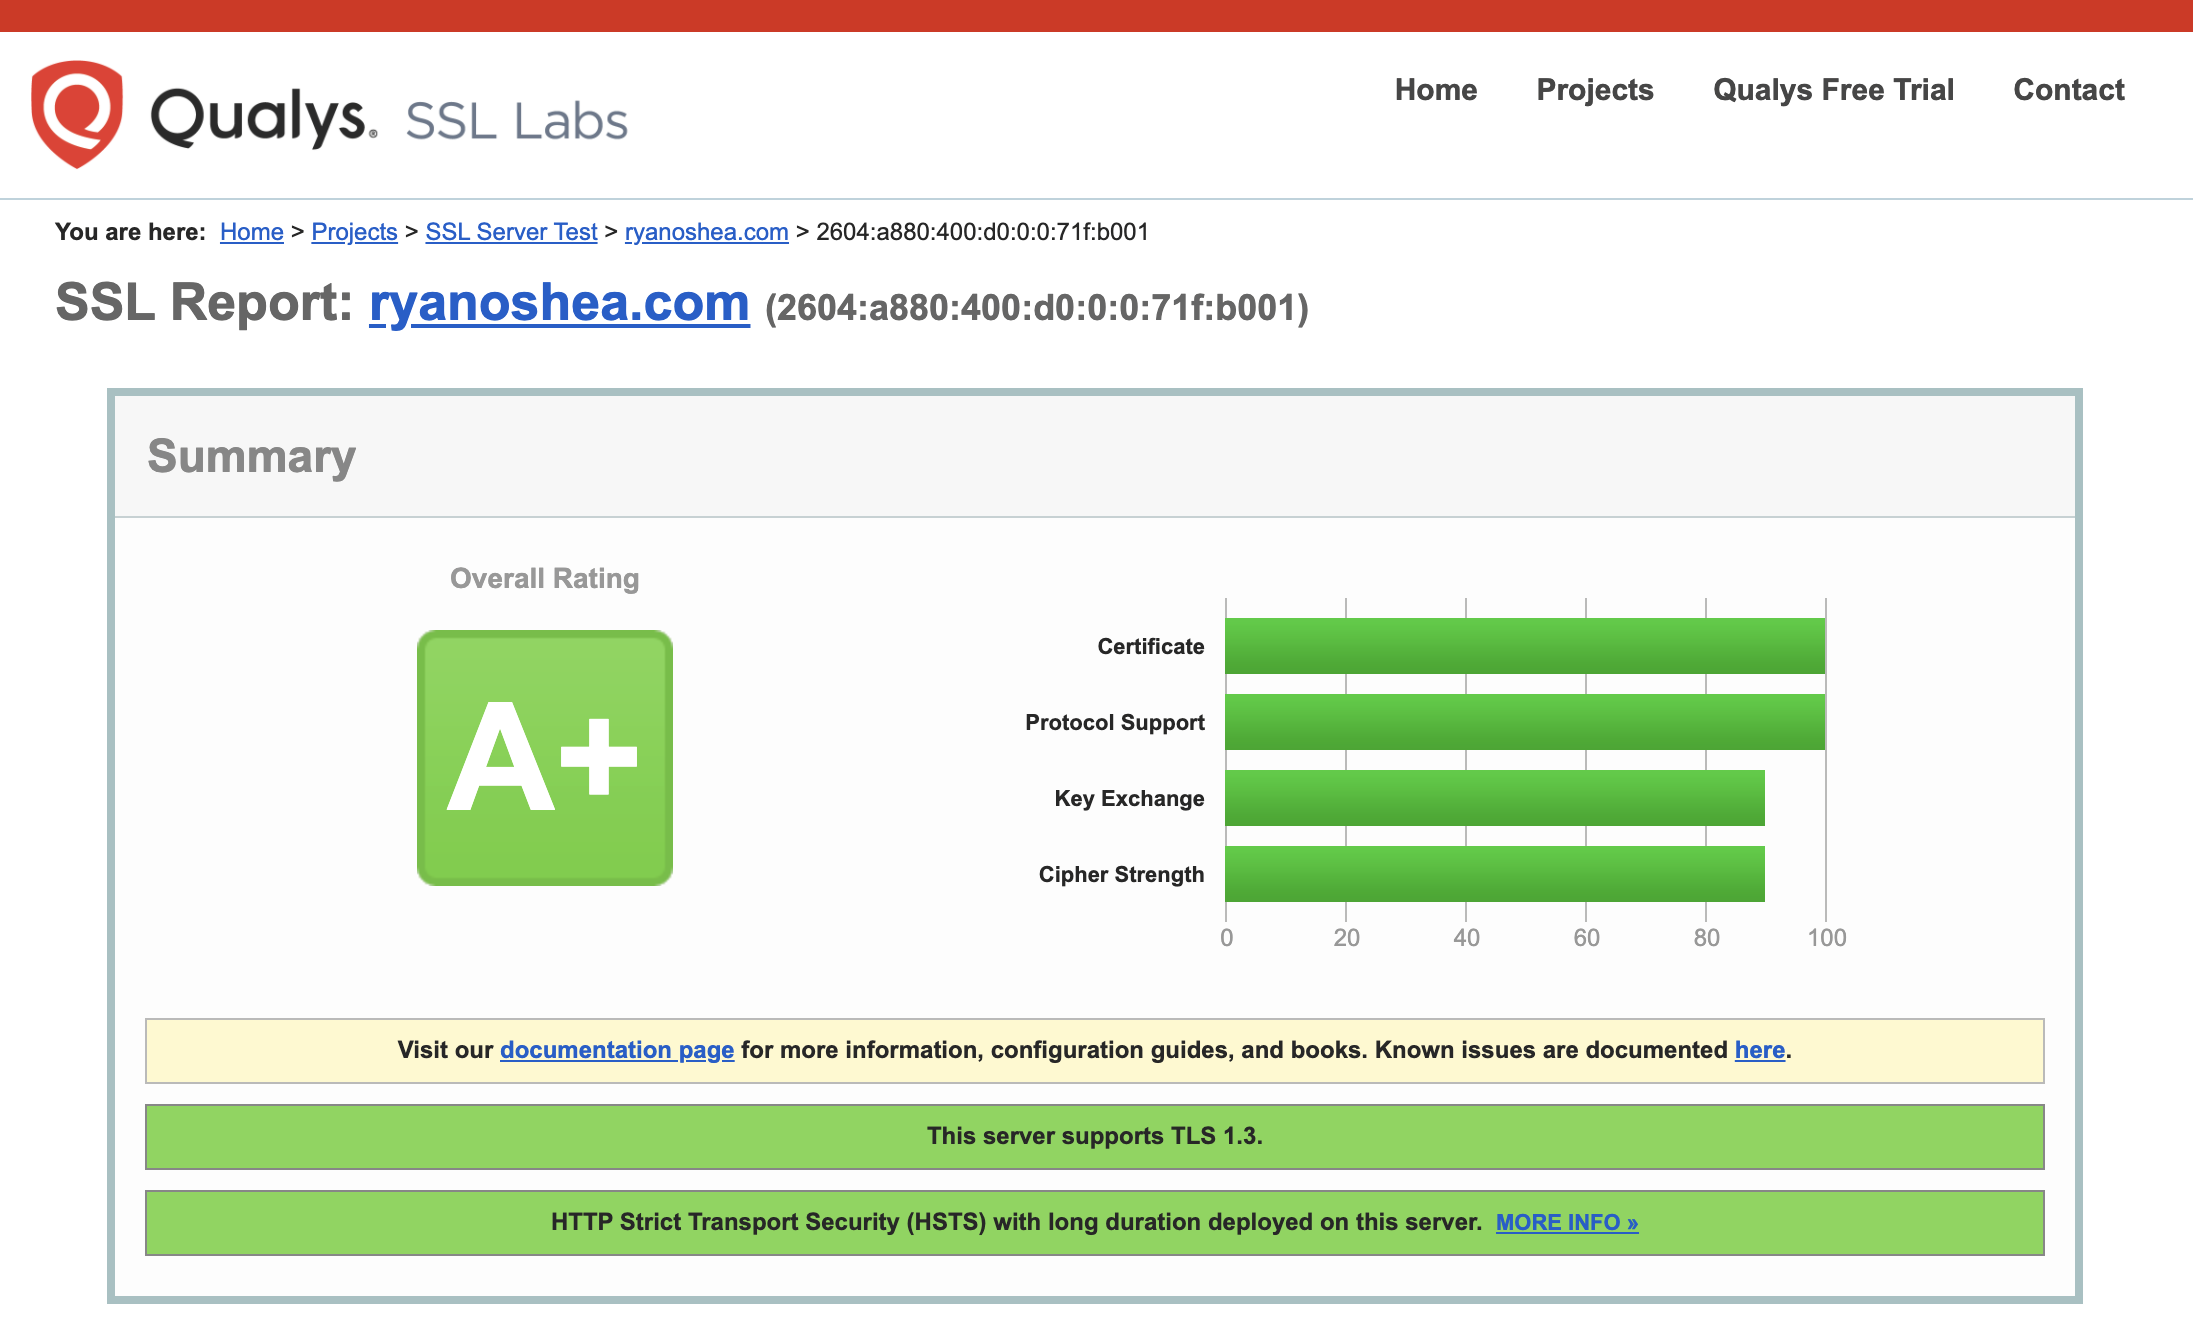 Qualys. SSL Labs
Home Projects Qualys Free Trial Contact
You are here: Home > Projects > SSL Server Test > ryanoshea.com > 2604:a880:400:d0:0:0:71f:b001
SSL Report: ryanoshea.com (2604:a880:400:d0:0:0:71f:b001)
Summary
Overall Rating
A+
Certificate
Protocol Support
Key Exchange
Cipher Strength
0 20 40 60 80 100
Visit our documentation page for more information, configuration guides, and books. Known issues are documented here.
This server supports TLS 1.3.
HTTP Strict Transport Security (HSTS) with long duration deployed on this server. MORE INFO »